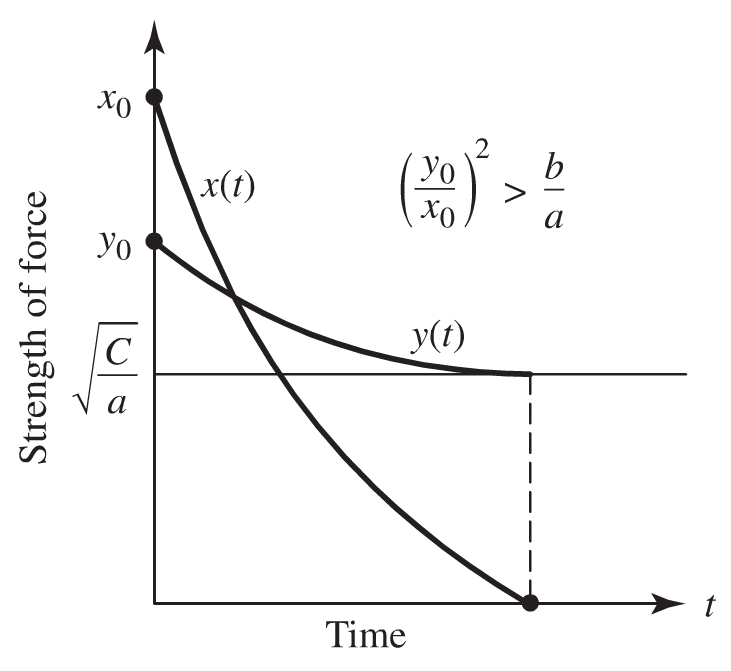 x₀
x(t)
(y₀/x₀)² > b/a
y₀
y(t)
√(C/a)
Strength of force
t
Time